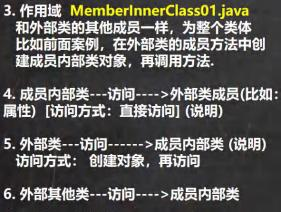 3. 作用域  MemberInnerClass01.java
和外部类的其他成员一样，为整个类体
比如前面案例，在外部类的成员方法中创
建成员内部类对象，再调用方法.
4. 成员内部类---访问---->外部类成员(比如：
属性)  [访问方式：直接访问] (说明)
5. 外部类---访问------>成员内部类 (说明)
访问方式： 创建对象，再访问
6. 外部其他类---访问---->成员内部类